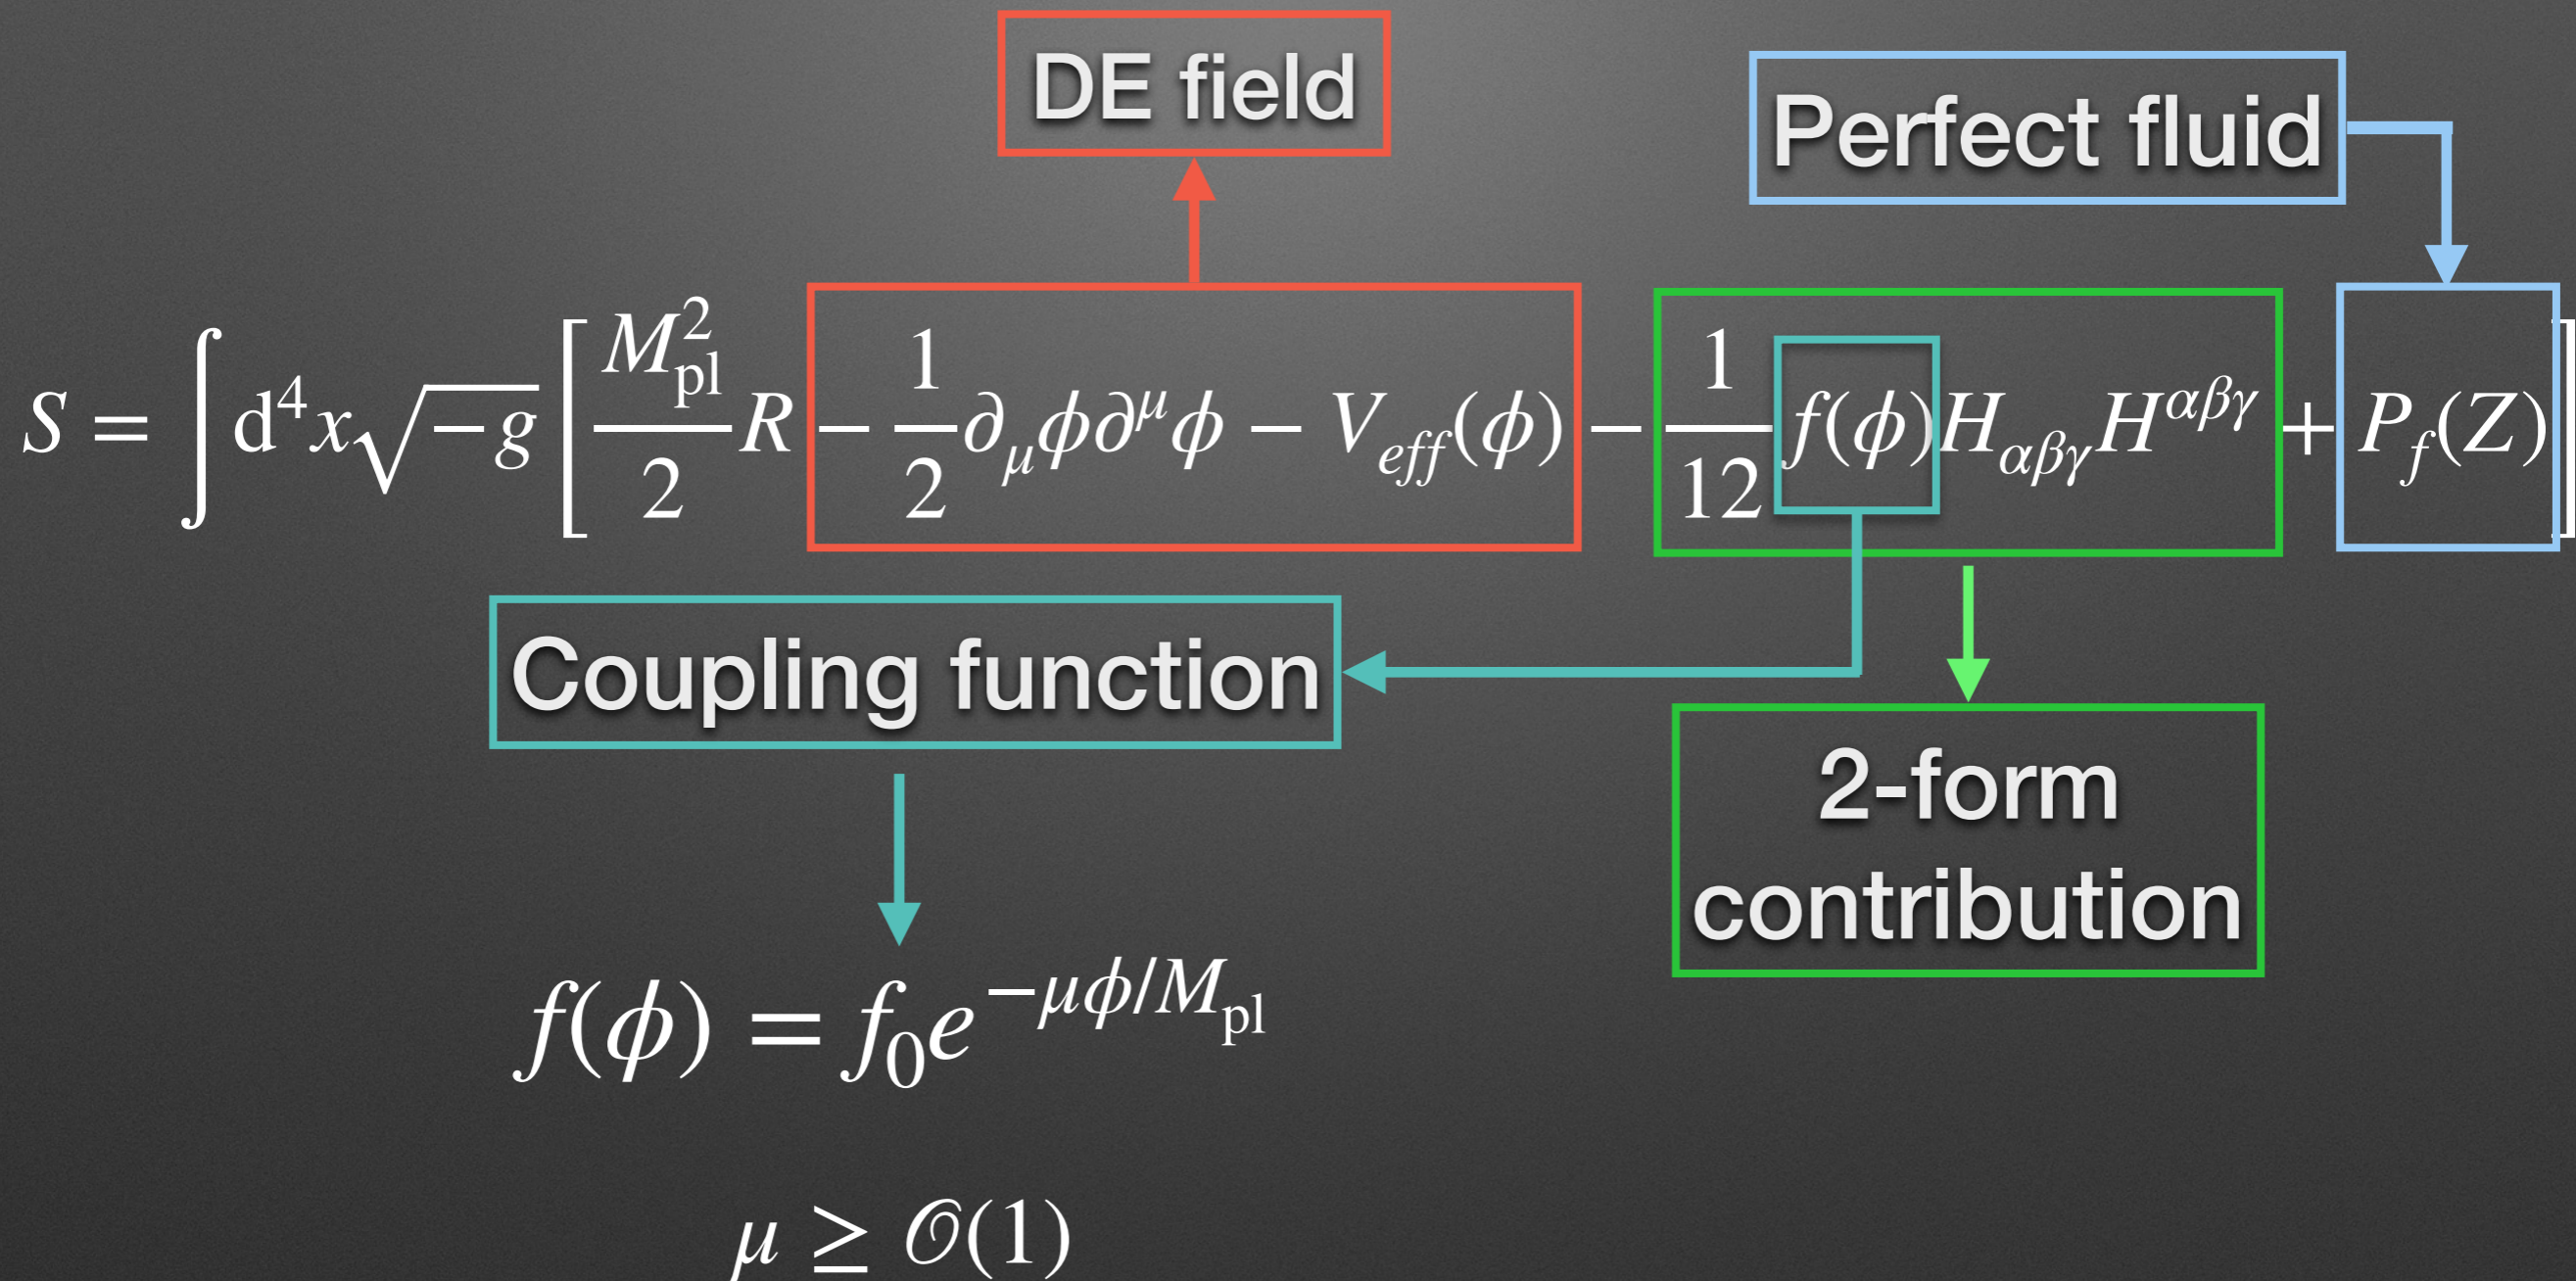 DE field
Perfect fluid
S = ∫ d⁴x√−g [ M²ₚₗ/2 R − 1/2 ∂_μϕ∂^μϕ − V_eff(ϕ) − 1/12 f(ϕ)H_αβγH^αβγ + P_f(Z) ]
Coupling function
2-form
contribution
f(ϕ) = f₀e^−μϕ/M_pl
μ ≥ 𝒪(1)